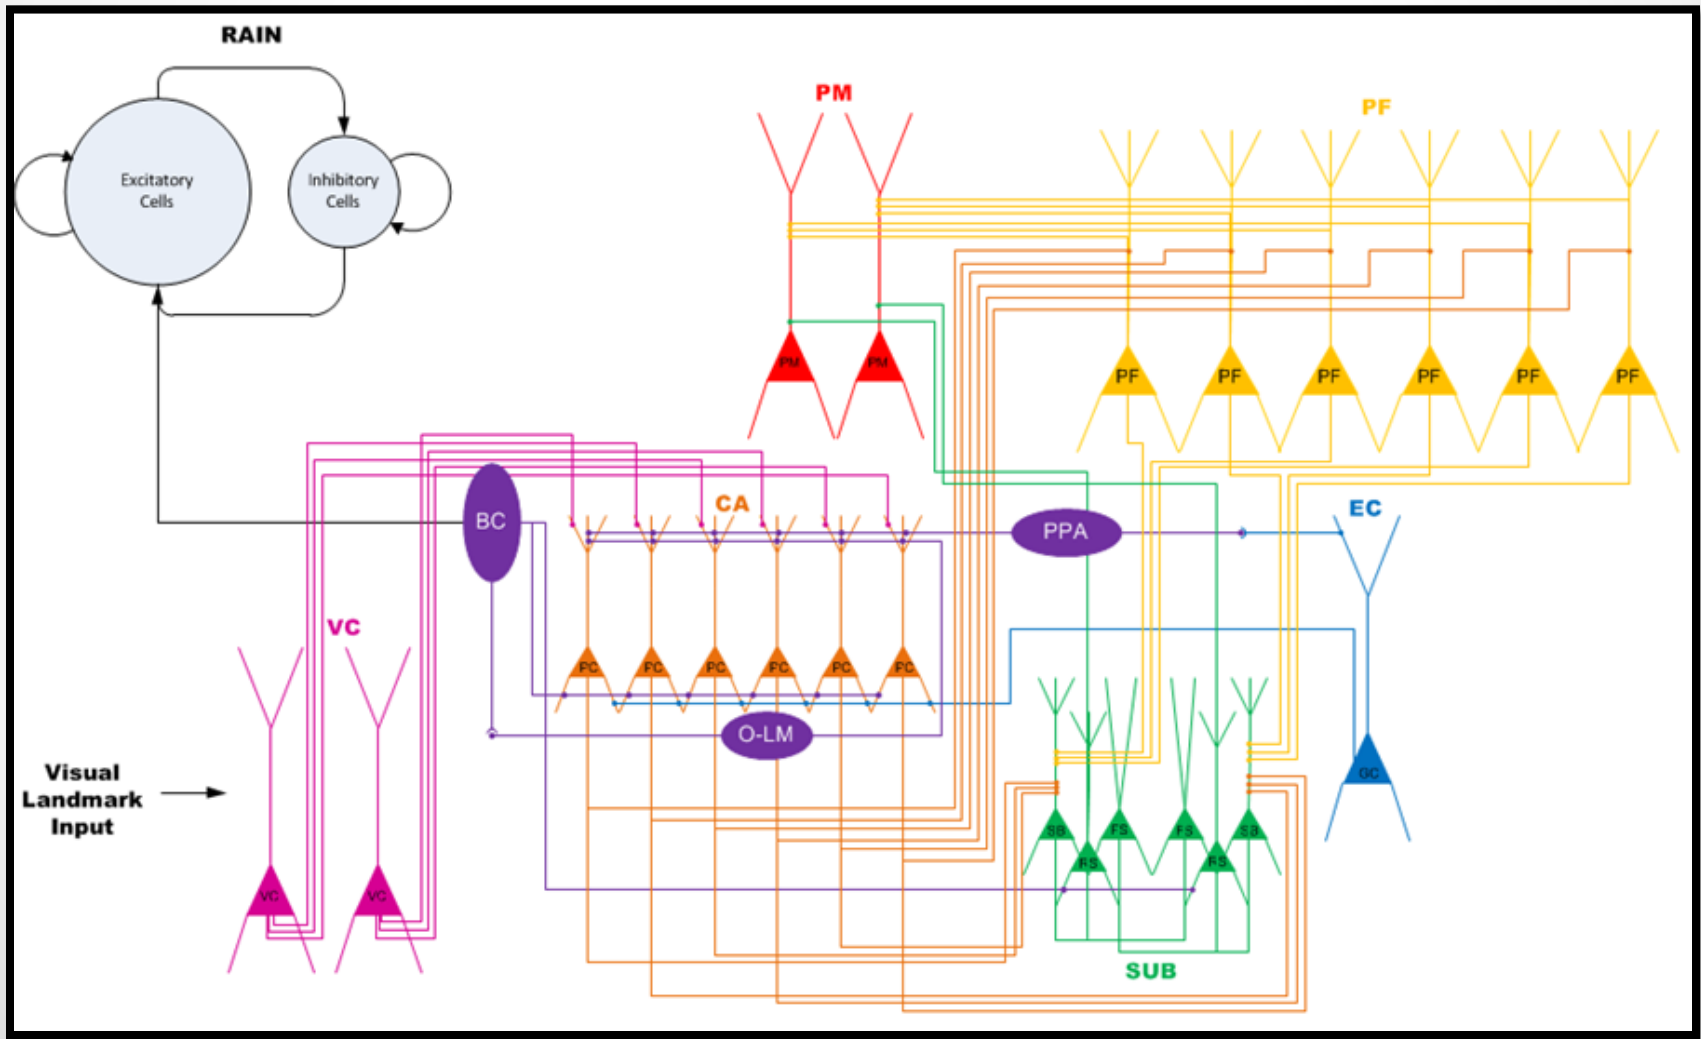 RAIN
Excitatory
Cells
Inhibitory
Cells
PM
PF
PM PM
PF PF PF PF PF PF
BC
CA
PPA
EC
VC
PC PC PC PC PC PC
O-LM
Visual
Landmark
Input
GC
SB FS FS SB
RS RS
VC VC
SUB